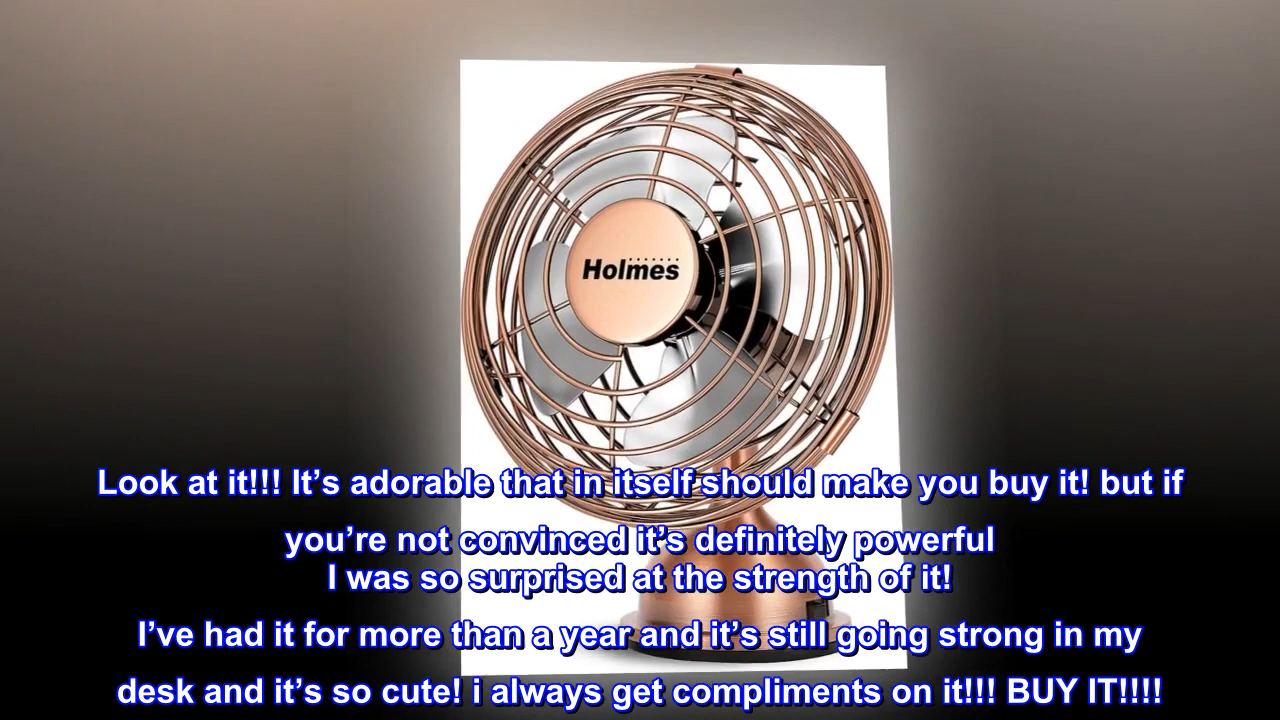 Holmes
Look at it!!! It’s adorable that in itself should make you buy it! but if
you’re not convinced it’s definitely powerful
I was so surprised at the strength of it!
I’ve had it for more than a year and it’s still going strong in my
desk and it’s so cute! i always get compliments on it!!! BUY IT!!!!